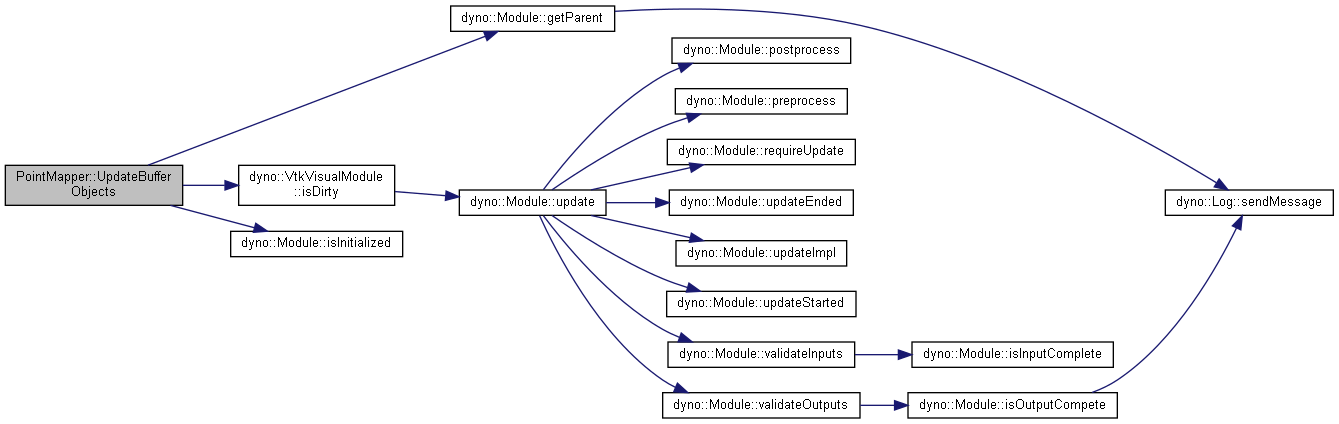 dyno::Module::getParent
dyno::Module::postprocess
dyno::Module::preprocess
dyno::Module::requireUpdate
PointMapper::UpdateBuffer
Objects
dyno::VtkVisualModule
::isDirty
dyno::Module::update
dyno::Module::updateEnded
dyno::Log::sendMessage
dyno::Module::isInitialized
dyno::Module::updateImpl
dyno::Module::updateStarted
dyno::Module::validateInputs
dyno::Module::isInputComplete
dyno::Module::validateOutputs
dyno::Module::isOutputCompete